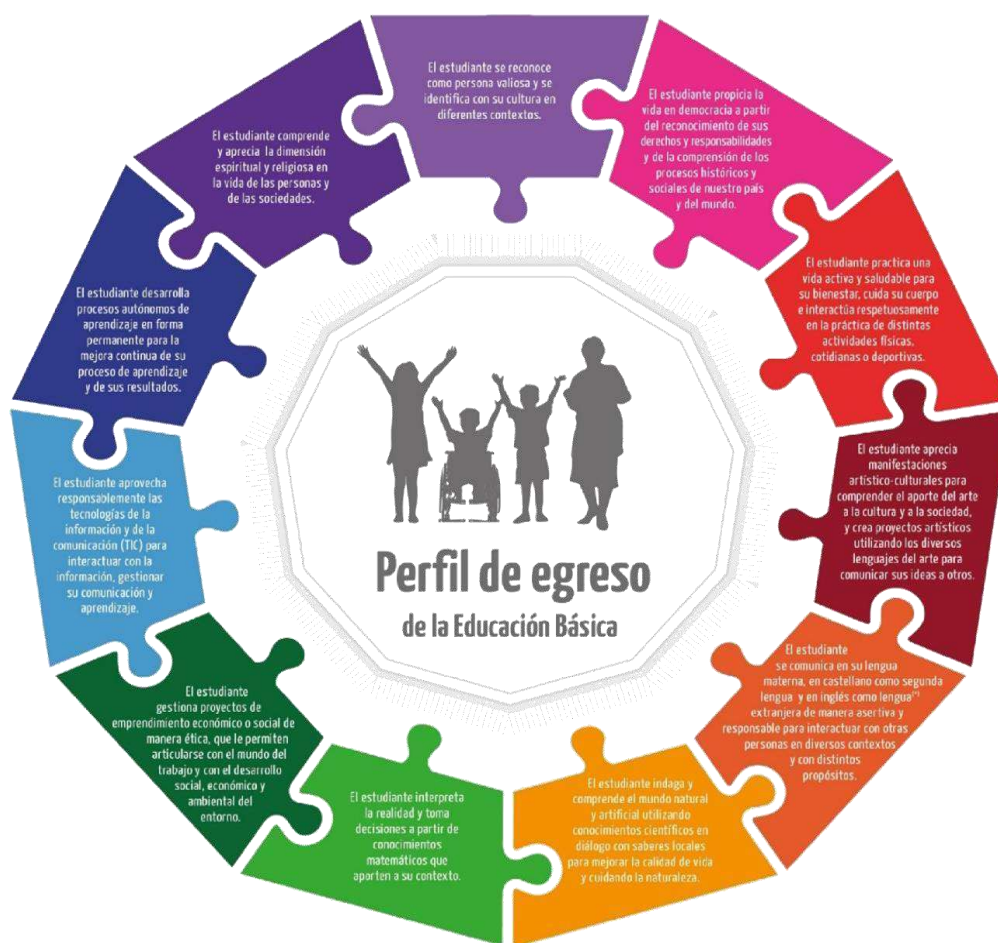 El estudiante se reconoce
como persona valiosa y se
identifica con su cultura en
diferentes contextos.
El estudiante propicia la
vida en democracia a partir
del reconocimiento de sus
derechos y responsabilidades
y de la comprensión de los
procesos históricos y
sociales de nuestro país
y del mundo.
El estudiante practica una
vida activa y saludable para
su bienestar, cuida su cuerpo
e interactúa respetuosamente
en la práctica de distintas
actividades físicas,
cotidianas o deportivas.
El estudiante aprecia
manifestaciones
artístico-culturales para
comprender el aporte del arte
a la cultura y a la sociedad,
y crea proyectos artísticos
utilizando los diversos
lenguajes del arte para
comunicar sus ideas a otros.
El estudiante
se comunica en su lengua
materna, en castellano como segunda
lengua y en inglés como lengua(*)
extranjera de manera asertiva y
responsable para interactuar con otras
personas en diversos contextos
y con distintos
propósitos.
El estudiante indaga y
comprende el mundo natural
y artificial utilizando
conocimientos científicos en
diálogo con saberes locales
para mejorar la calidad de vida
y cuidando la naturaleza.
El estudiante interpreta
la realidad y toma
decisiones a partir de
conocimientos
matemáticos que
aporten a su contexto.
El estudiante
gestiona proyectos de
emprendimiento económico o social de
manera ética, que le permiten
articularse con el mundo del
trabajo y con el desarrollo
social, económico y
ambiental del
entorno.
El estudiante aprovecha
responsablemente las
tecnologías de la
información y de la
comunicación (TIC) para
interactuar con la
información, gestionar
su comunicación y
aprendizaje.
El estudiante desarrolla
procesos autónomos de
aprendizaje en forma
permanente para la
mejora continua de su
proceso de aprendizaje
y de sus resultados.
El estudiante comprende
y aprecia la dimensión
espiritual y religiosa en
la vida de las personas y
de las sociedades.
Perfil de egreso
de la Educación Básica